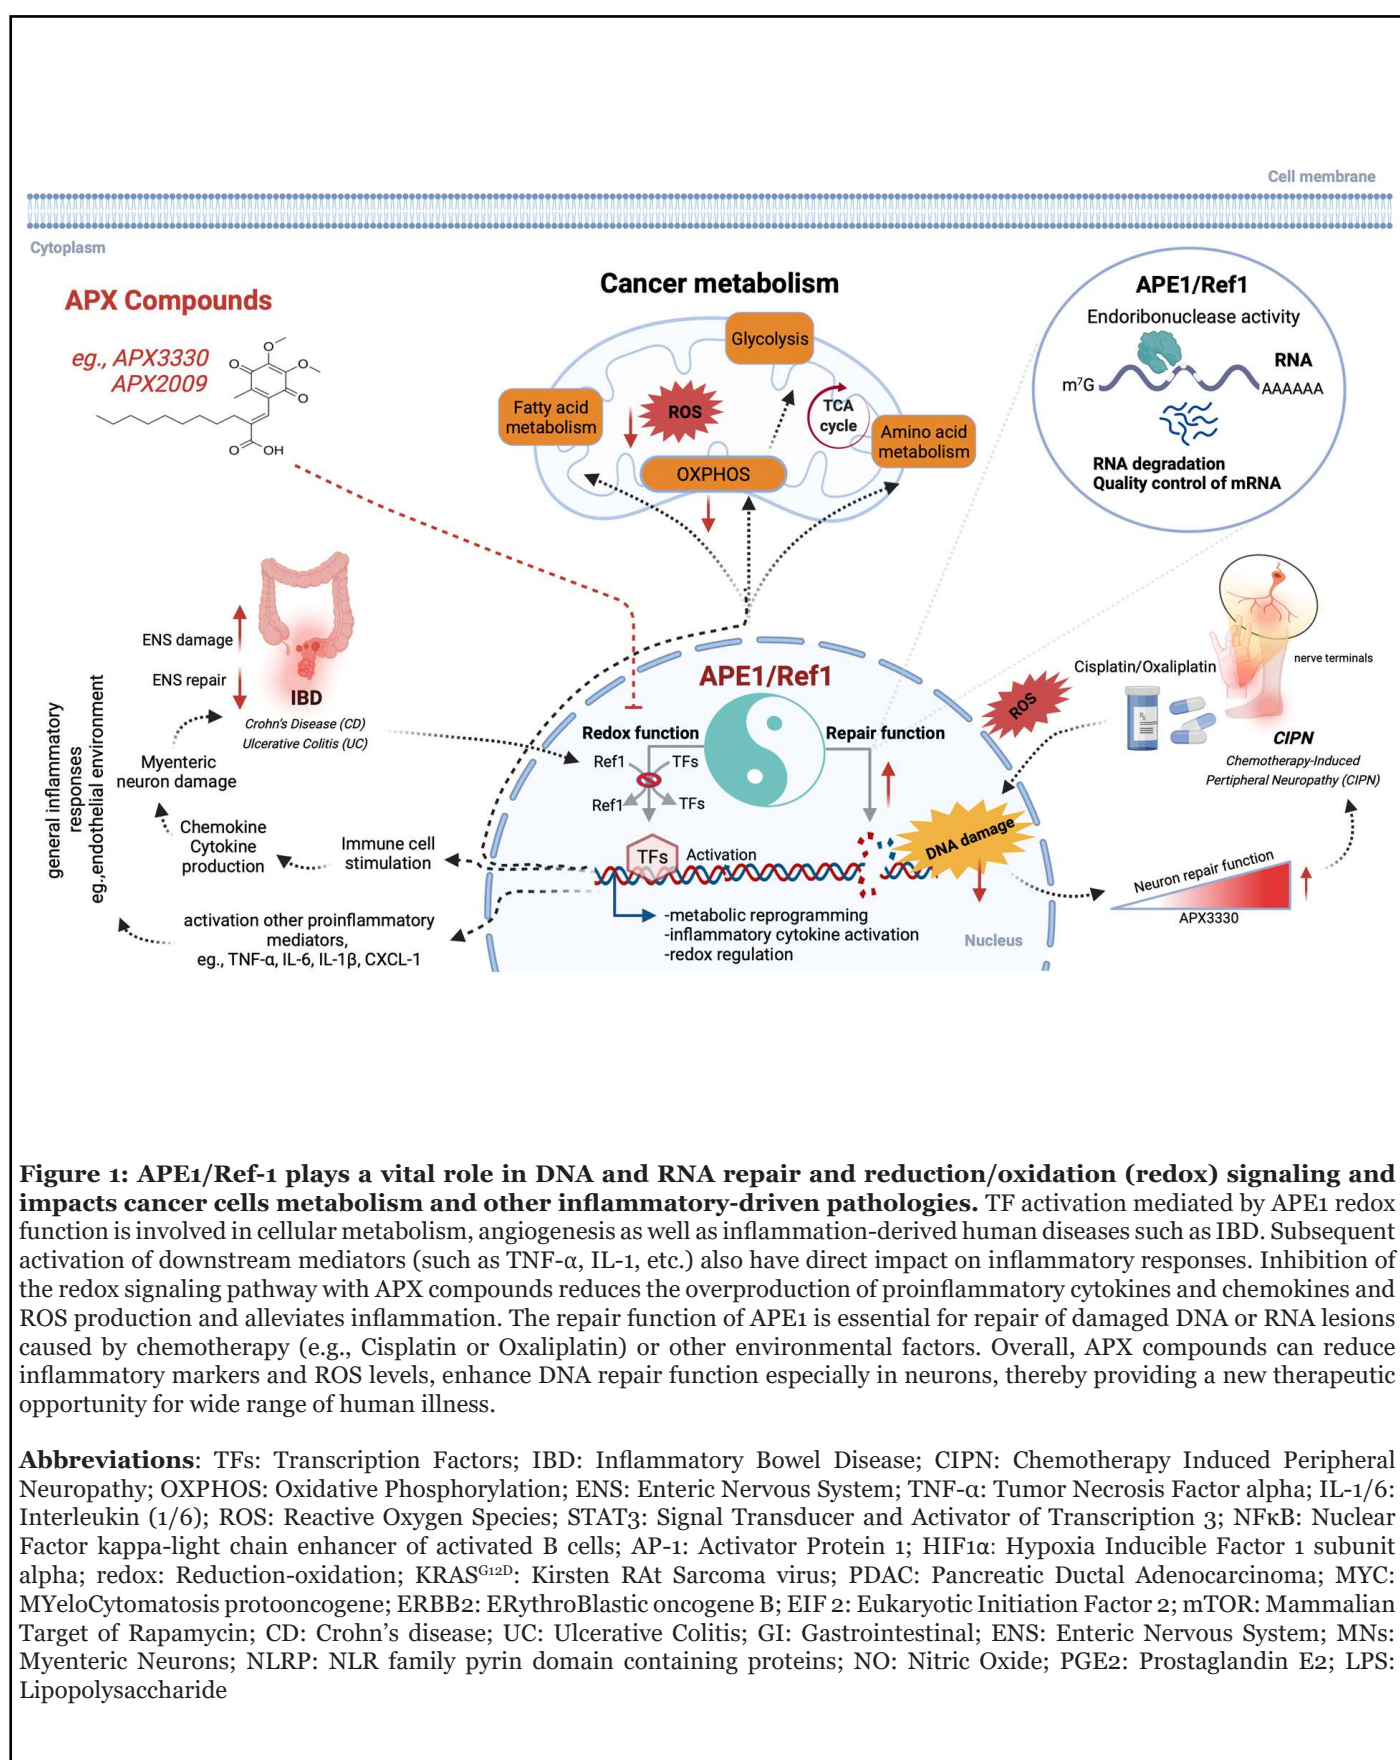 Cell membrane
Cytoplasm
APX Compounds
eg., APX3330
APX2009
O
O
O
O
O
OH
Cancer metabolism
Glycolysis
Fatty acid
metabolism
ROS
TCA
cycle
Amino acid
metabolism
OXPHOS
APE1/Ref1
Endoribonuclease activity
RNA
m⁷G
AAAAAA
RNA degradation
Quality control of mRNA
ENS damage
ENS repair
IBD
Crohn's Disease (CD)
Ulcerative Colitis (UC)
general inflammatory
responses
eg.,endothelial environment
Myenteric
neuron damage
Chemokine
Cytokine
production
Immune cell
stimulation
activation other proinflammatory
mediators,
eg., TNF-α, IL-6, IL-1β, CXCL-1
APE1/Ref1
Redox function
Repair function
Ref1
TFs
Ref1
TFs
TFs
Activation
DNA damage
-metabolic reprogramming
-inflammatory cytokine activation
-redox regulation
Nucleus
ROS
Cisplatin/Oxaliplatin
nerve terminals
CIPN
Chemotherapy-Induced
Pertipheral Neuropathy (CIPN)
Neuron repair function
APX3330
Figure 1: APE1/Ref-1 plays a vital role in DNA and RNA repair and reduction/oxidation (redox) signaling and
impacts cancer cells metabolism and other inflammatory-driven pathologies. TF activation mediated by APE1 redox
function is involved in cellular metabolism, angiogenesis as well as inflammation-derived human diseases such as IBD. Subsequent
activation of downstream mediators (such as TNF-α, IL-1, etc.) also have direct impact on inflammatory responses. Inhibition of
the redox signaling pathway with APX compounds reduces the overproduction of proinflammatory cytokines and chemokines and
ROS production and alleviates inflammation. The repair function of APE1 is essential for repair of damaged DNA or RNA lesions
caused by chemotherapy (e.g., Cisplatin or Oxaliplatin) or other environmental factors. Overall, APX compounds can reduce
inflammatory markers and ROS levels, enhance DNA repair function especially in neurons, thereby providing a new therapeutic
opportunity for wide range of human illness.
Abbreviations: TFs: Transcription Factors; IBD: Inflammatory Bowel Disease; CIPN: Chemotherapy Induced Peripheral
Neuropathy; OXPHOS: Oxidative Phosphorylation; ENS: Enteric Nervous System; TNF-α: Tumor Necrosis Factor alpha; IL-1/6:
Interleukin (1/6); ROS: Reactive Oxygen Species; STAT3: Signal Transducer and Activator of Transcription 3; NFκB: Nuclear
Factor kappa-light chain enhancer of activated B cells; AP-1: Activator Protein 1; HIF1α: Hypoxia Inducible Factor 1 subunit
alpha; redox: Reduction-oxidation; KRASᴳ¹²ᴰ: Kirsten RAt Sarcoma virus; PDAC: Pancreatic Ductal Adenocarcinoma; MYC:
MYeloCytomatosis protooncogene; ERBB2: ERythroBlastic oncogene B; EIF 2: Eukaryotic Initiation Factor 2; mTOR: Mammalian
Target of Rapamycin; CD: Crohn's disease; UC: Ulcerative Colitis; GI: Gastrointestinal; ENS: Enteric Nervous System; MNs:
Myenteric Neurons; NLRP: NLR family pyrin domain containing proteins; NO: Nitric Oxide; PGE2: Prostaglandin E2; LPS:
Lipopolysaccharide